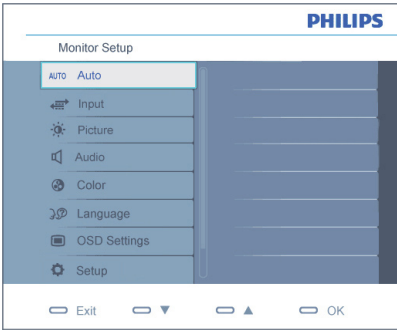 PHILIPS
Monitor Setup
AUTO Auto
Input
Picture
Audio
Color
Language
OSD Settings
Setup
Exit ▼ ▲ OK